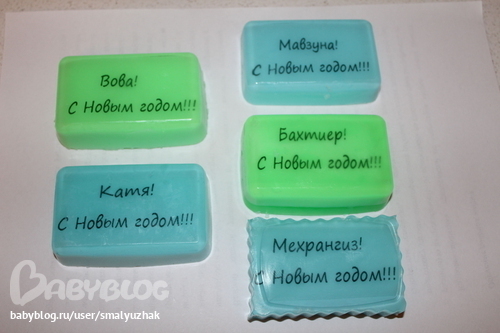 Вова!
С Новым годом!!!
Катя!
С Новым годом!!!
Мавзуна!
С Новым годом!!!
Бахтиер!
С Новым годом!!!
Мехрангиз!
С Новым годом!!!
BABYBLOG
babyblog.ru/user/smalyuzhak